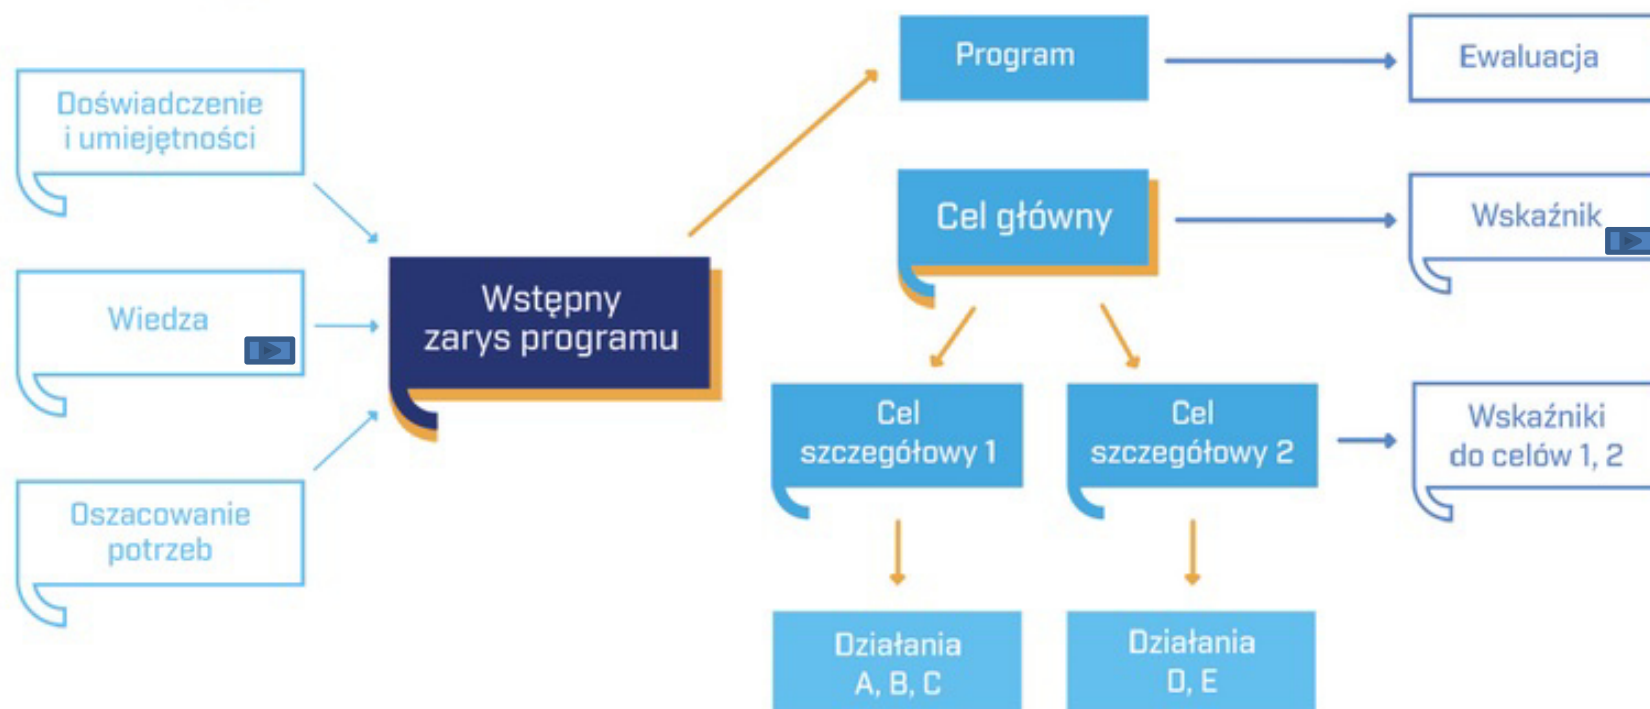 Doświadczenie
i umiejętności
Wiedza
Oszacowanie
potrzeb
Wstępny
zarys programu
Program
Ewaluacja
Cel główny
Wskaźnik
Cel
szczegółowy 1
Cel
szczegółowy 2
Wskaźniki
do celów 1, 2
Działania
A, B, C
Działania
D, E